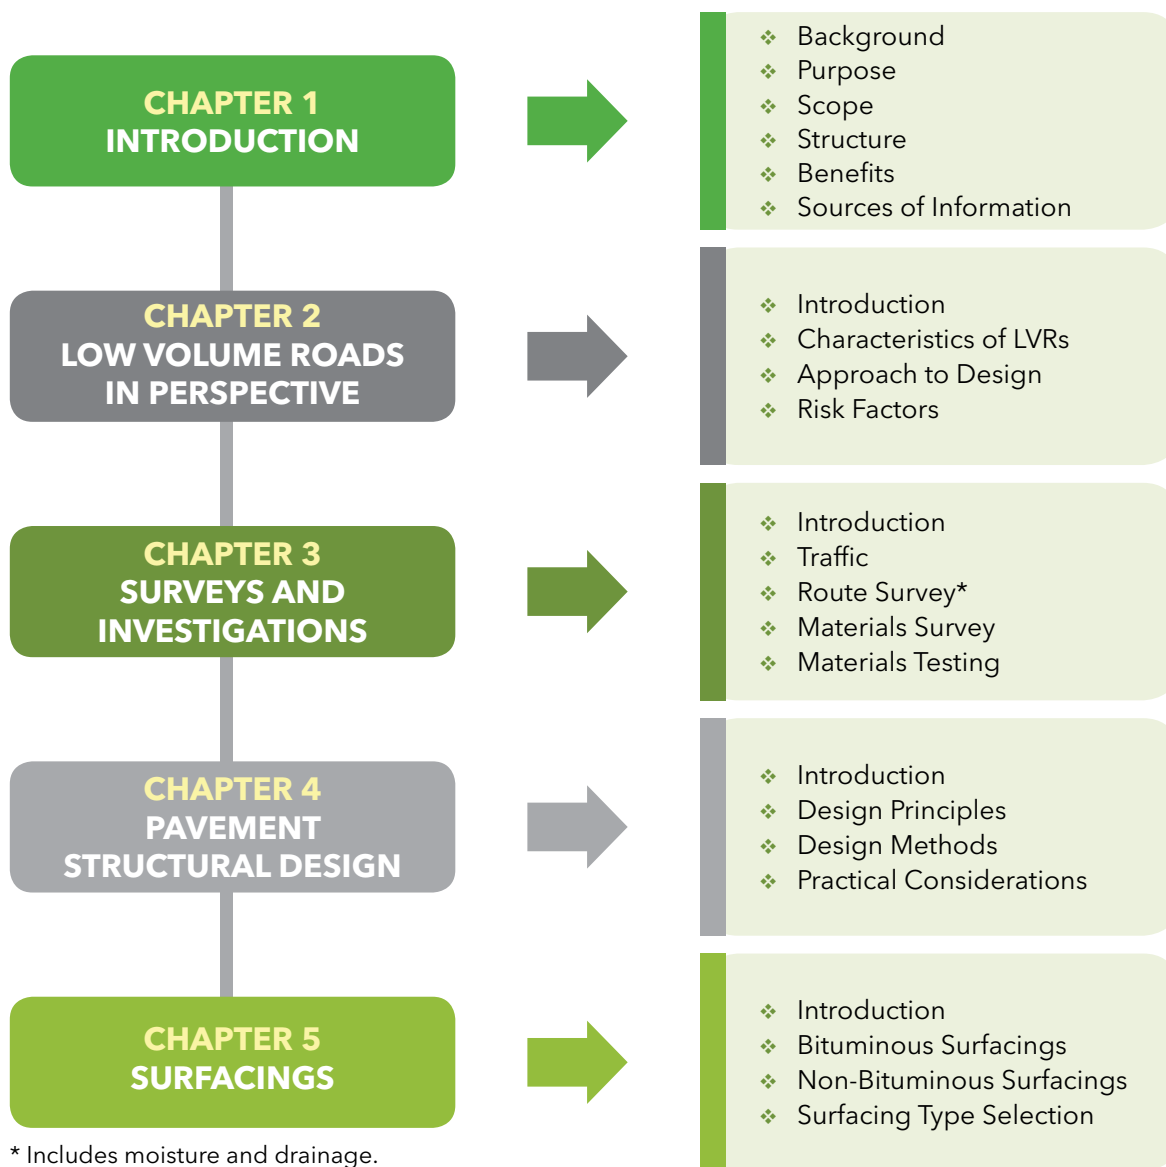 CHAPTER 1
INTRODUCTION
❖ Background
❖ Purpose
❖ Scope
❖ Structure
❖ Benefits
❖ Sources of Information
CHAPTER 2
LOW VOLUME ROADS
IN PERSPECTIVE
❖ Introduction
❖ Characteristics of LVRs
❖ Approach to Design
❖ Risk Factors
CHAPTER 3
SURVEYS AND
INVESTIGATIONS
❖ Introduction
❖ Traffic
❖ Route Survey*
❖ Materials Survey
❖ Materials Testing
CHAPTER 4
PAVEMENT
STRUCTURAL DESIGN
❖ Introduction
❖ Design Principles
❖ Design Methods
❖ Practical Considerations
CHAPTER 5
SURFACINGS
❖ Introduction
❖ Bituminous Surfacings
❖ Non-Bituminous Surfacings
❖ Surfacing Type Selection
* Includes moisture and drainage.